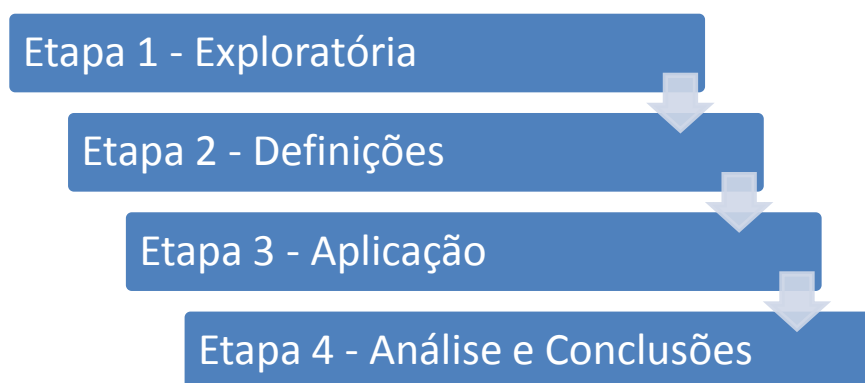 Etapa 1 - Exploratória
Etapa 2 - Definições
Etapa 3 - Aplicação
Etapa 4 - Análise e Conclusões